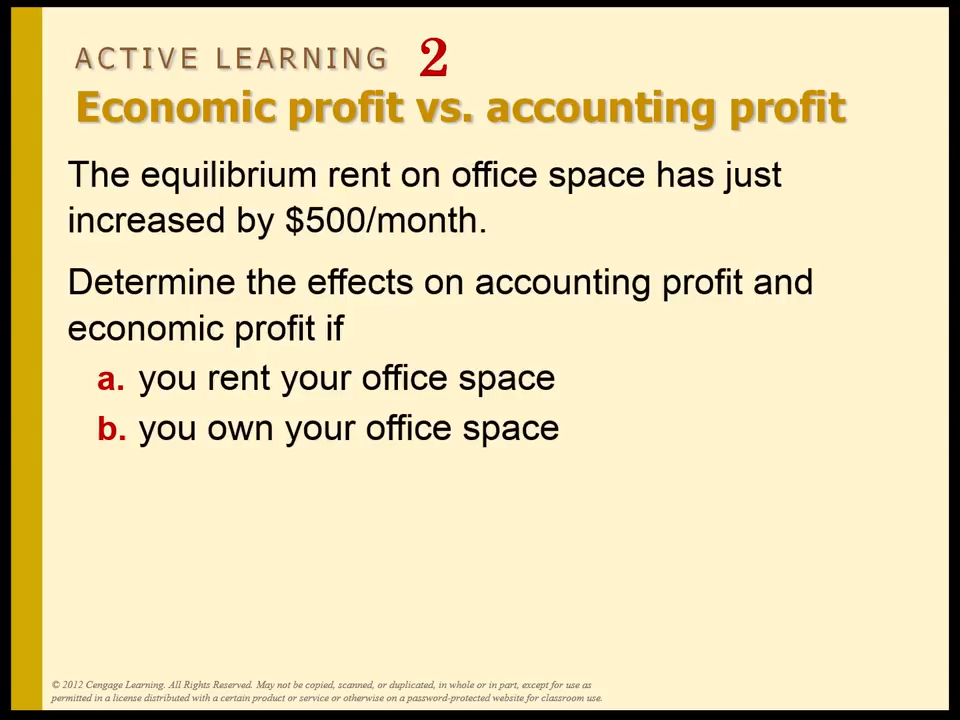 ACTIVE LEARNING 2
Economic profit vs. accounting profit
The equilibrium rent on office space has just
increased by $500/month.
Determine the effects on accounting profit and
economic profit if
a. you rent your office space
b. you own your office space
© 2012 Cengage Learning. All Rights Reserved. May not be copied, scanned, or duplicated, in whole or in part, except for use as
permitted in a license distributed with a certain product or service or otherwise on a password-protected website for classroom use.